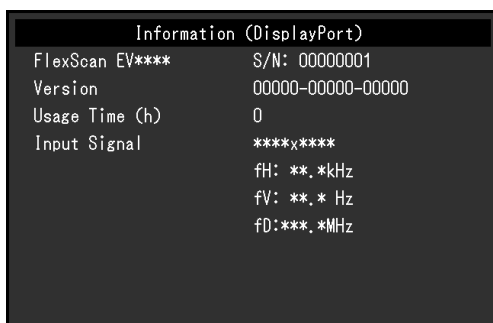 Information (DisplayPort)
FlexScan EV**** S/N: 00000001
Version 00000-00000-00000
Usage Time (h) 0
Input Signal ****x****
fH: **.*kHz
fV: **.* Hz
fD:***.*MHz